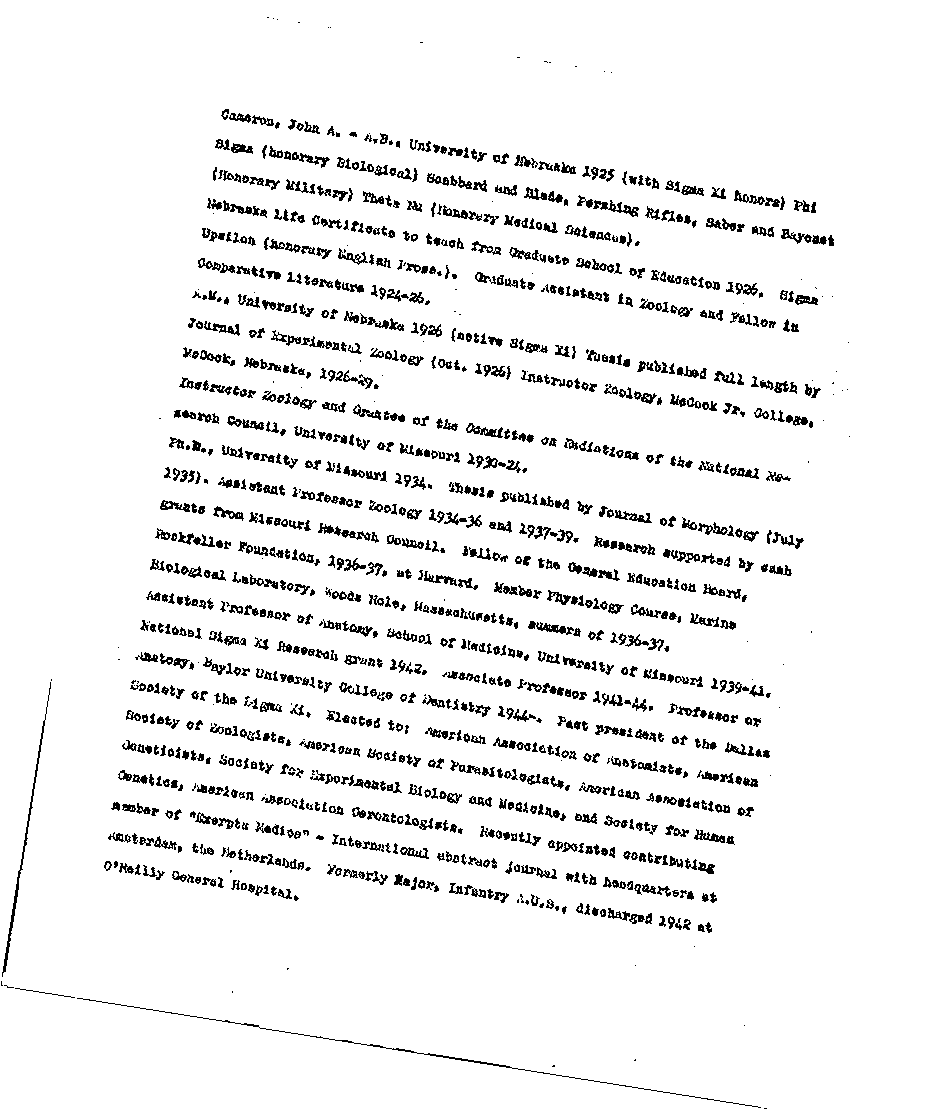 Cameron, John A. - A.B., University of Nebraska 1925 (with Sigma Xi honors) Phi
Sigma (honorary Biological) Scabbard and Blade, Pershing Rifles, Saber and Bayonet
(Honorary Military) Theta Nu (Honorary Medical Sciences).
Nebraska Life Certificate to teach from Graduate School of Education 1926. Sigma
Upsilon (honorary English Prose.). Graduate Assistant in Zoology and Fellow in
Comparative Literature 1924-26.
A.M., University of Nebraska 1926 (active Sigma Xi) Thesis published full length by
Journal of Experimental Zoology (Oct. 1926) Instructor Zoology, McCook Jr. College,
McCook, Nebraska, 1926-29.
Instructor Zoology and Grantee of the Committee on Radiations of the National Re-
search Council, University of Missouri 1930-24.
Ph.D., University of Missouri 1934. Thesis published by Journal of Morphology (July
1935). Assistant Professor Zoology 1934-36 and 1937-39. Research supported by cash
grants from Missouri Research Council. Fellow of the General Education Board,
Rockfeller Foundation, 1936-37, at Harvard. Member Physiology Course, Marine
Biological Laboratory, Woods Hole, Massachusetts, summers of 1936-37.
Assistant Professor of Anatomy, School of Medicine, University of Missouri 1939-41.
National Sigma Xi Research grant 1942. Associate Professor 1941-44. Professor or
Anatomy, Baylor University College of Dentistry 1944-. Past president of the Dallas
Society of the Sigma Xi. Elected to: American Association of Anatomists, American
Society of Zoologists, American Society of Parasitologists, American Association of
Geneticists, Society for Experimental Biology and Medicine, and Society for Human
Genetics, American Association Gerontologists. Recently appointed contributing
member of "Exerpta Medica" - International abstract journal with headquarters at
Amsterdam, the Netherlands. Formerly Major, Infantry A.U.S., discharged 1942 at
O'Reilly General Hospital.